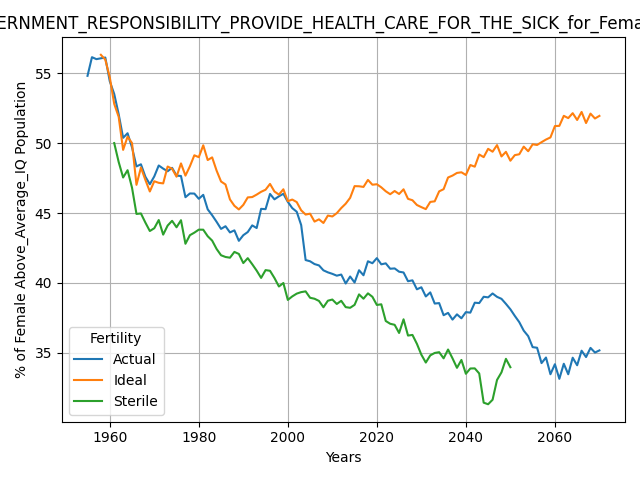 ERNMENT_RESPONSIBILITY_PROVIDE_HEALTH_CARE_FOR_THE_SICK_for_Fema
% of Female Above_Average_IQ Population
55
50
45
40
35
Fertility
Actual
Ideal
Sterile
1960 1980 2000 2020 2040 2060
Years